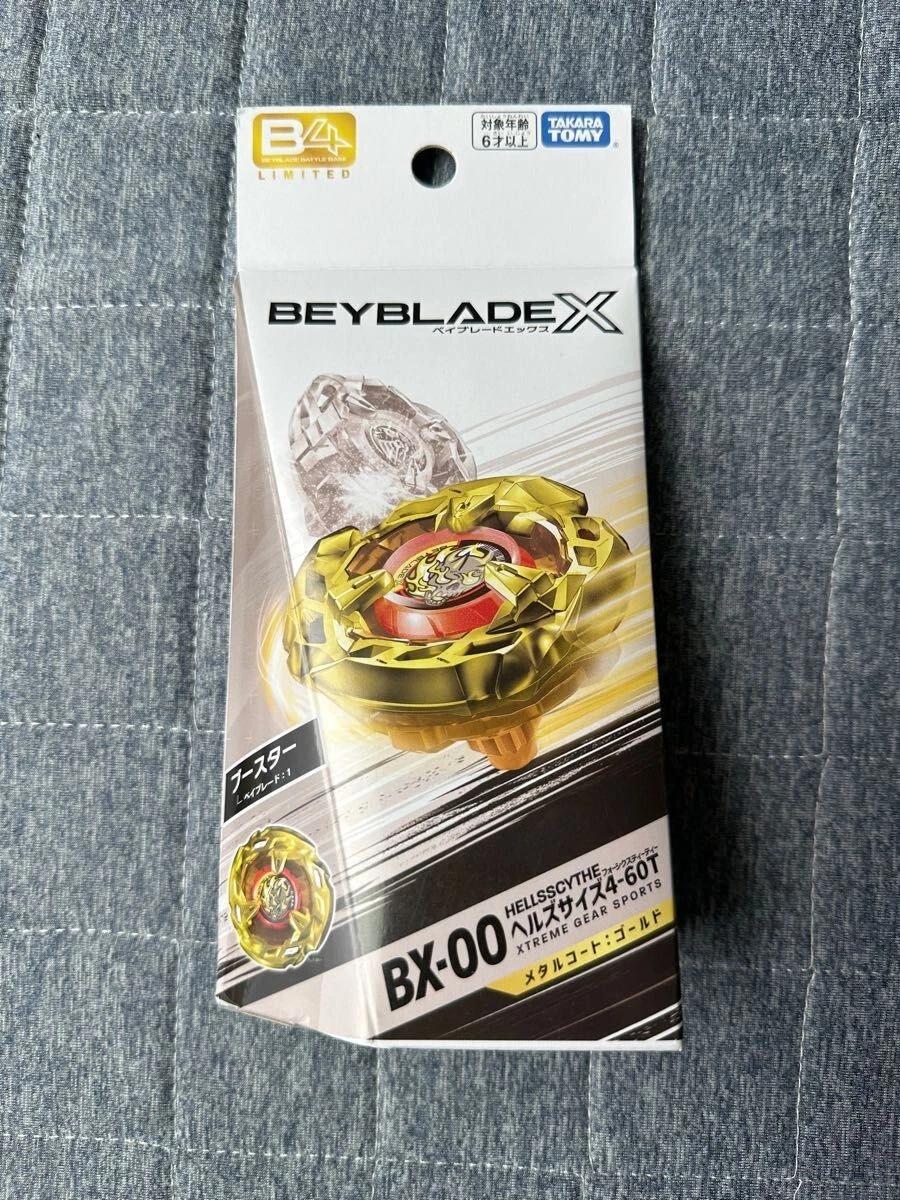 B4
BEYBLADE BATTLE BASE
LIMITED
対象年齢
6才以上
TAKARA
TOMY
BEYBLADE X
ベイブレードエックス
ブースター
ベイブレード:1
BX-00
HELLSSCYTHE
フォーシックスティーティー
ヘルズサイズ4-60T
XTREME GEAR SPORTS
メタルコート:ゴールド